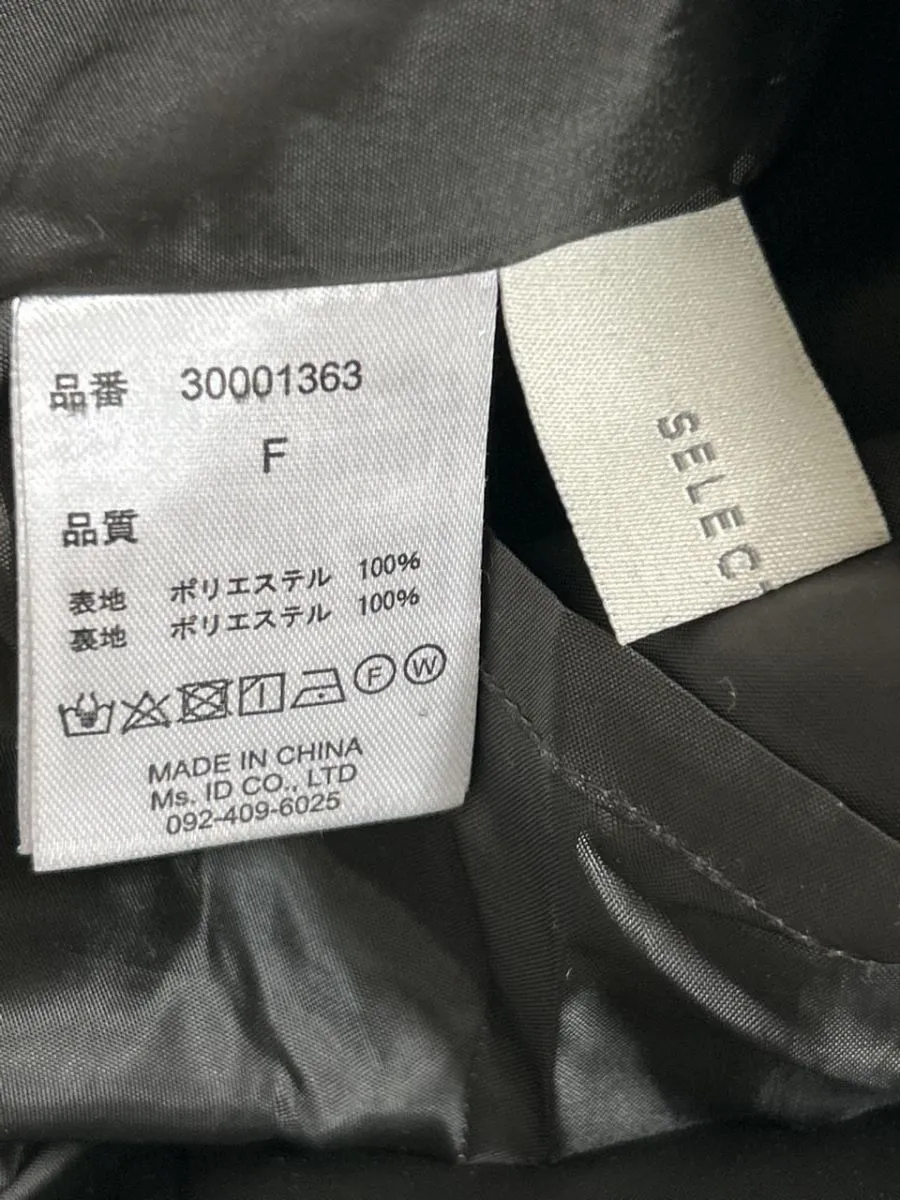 品番 30001363
F
品質
表地 ポリエステル 100%
裏地 ポリエステル 100%
F W
MADE IN CHINA
Ms. ID CO., LTD
092-409-6025
SELEC